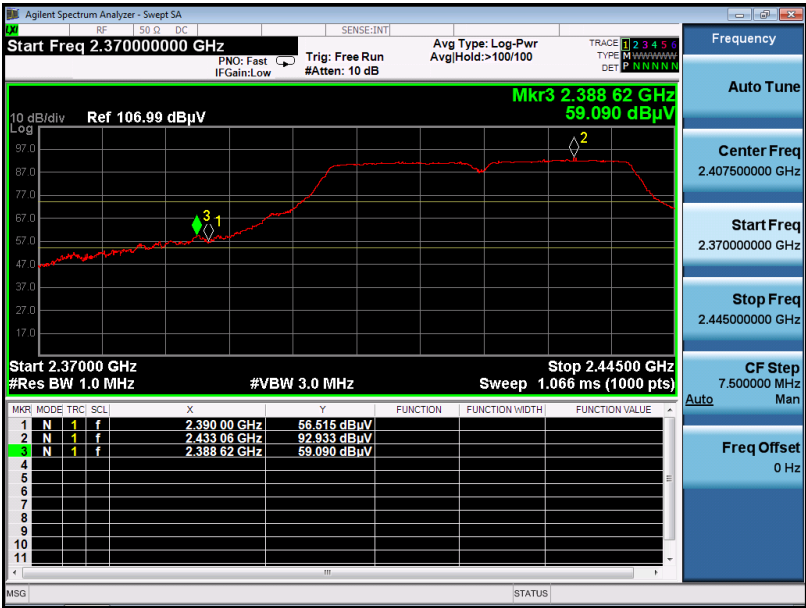 Agilent Spectrum Analyzer - Swept SA
LXI RF 50 Ω DC SENSE:INT
Start Freq 2.370000000 GHz
PNO: Fast
IFGain:Low
Trig: Free Run
#Atten: 10 dB
Avg Type: Log-Pwr
Avg|Hold:>100/100
TRACE 1 2 3 4 5 6
TYPE M WWWWW
DET P N N N N N
Mkr3 2.388 62 GHz
59.090 dBµV
10 dB/div Ref 106.99 dBµV
Log
97.0
87.0
77.0
67.0
57.0
47.0
37.0
27.0
17.0
2
3
1
Start 2.37000 GHz Stop 2.44500 GHz
#Res BW 1.0 MHz #VBW 3.0 MHz Sweep 1.066 ms (1000 pts)
MKR MODE TRC SCL X Y FUNCTION FUNCTION WIDTH FUNCTION VALUE
1 N 1 f 2.390 00 GHz 56.515 dBµV
2 N 1 f 2.433 06 GHz 92.933 dBµV
3 N 1 f 2.388 62 GHz 59.090 dBµV
4
5
6
7
8
9
10
11
MSG STATUS
Frequency
Auto Tune
Center Freq
2.407500000 GHz
Start Freq
2.370000000 GHz
Stop Freq
2.445000000 GHz
CF Step
7.500000 MHz
Auto Man
Freq Offset
0 Hz